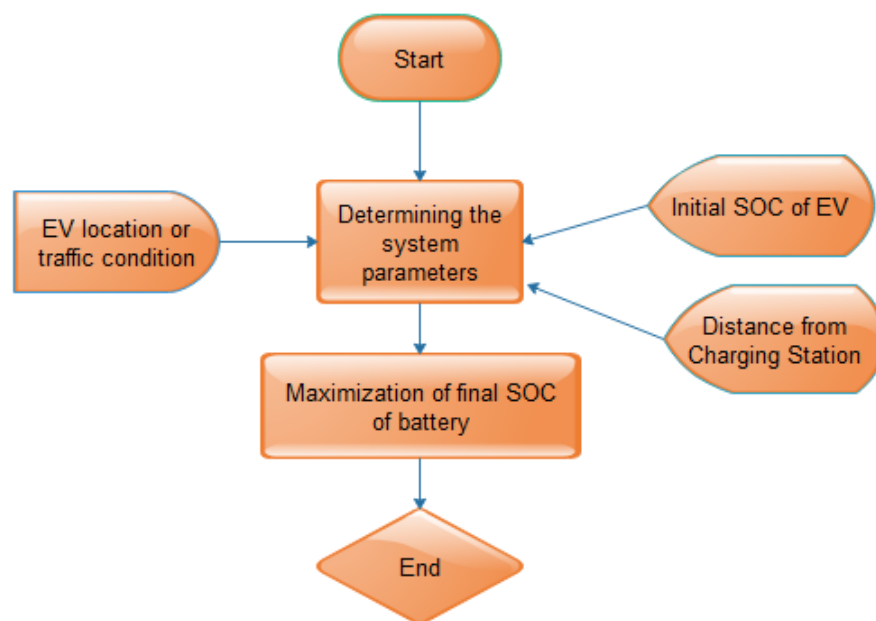 Start
EV location or
traffic condition
Determining the
system
parameters
Initial SOC of EV
Distance from
Charging Station
Maximization of final SOC
of battery
End